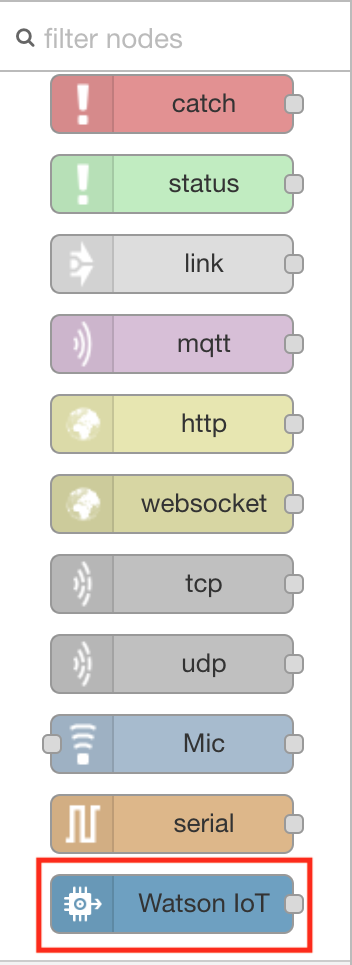 filter nodes
catch
status
link
mqtt
http
websocket
tcp
udp
Mic
serial
Watson IoT